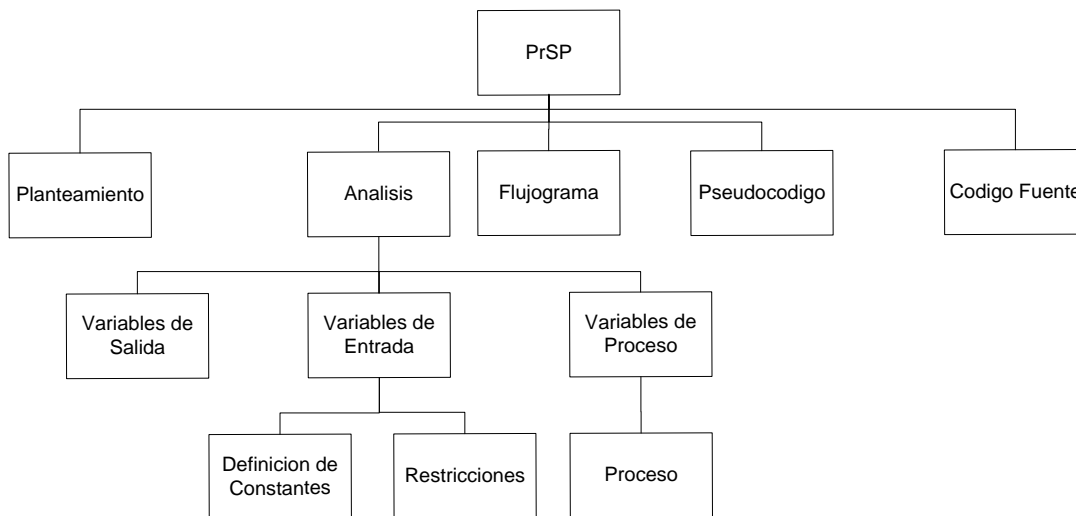 PrSP
Planteamiento
Analisis
Flujograma
Pseudocodigo
Codigo Fuente
Variables de
Salida
Variables de
Entrada
Variables de
Proceso
Definicion de
Constantes
Restricciones
Proceso